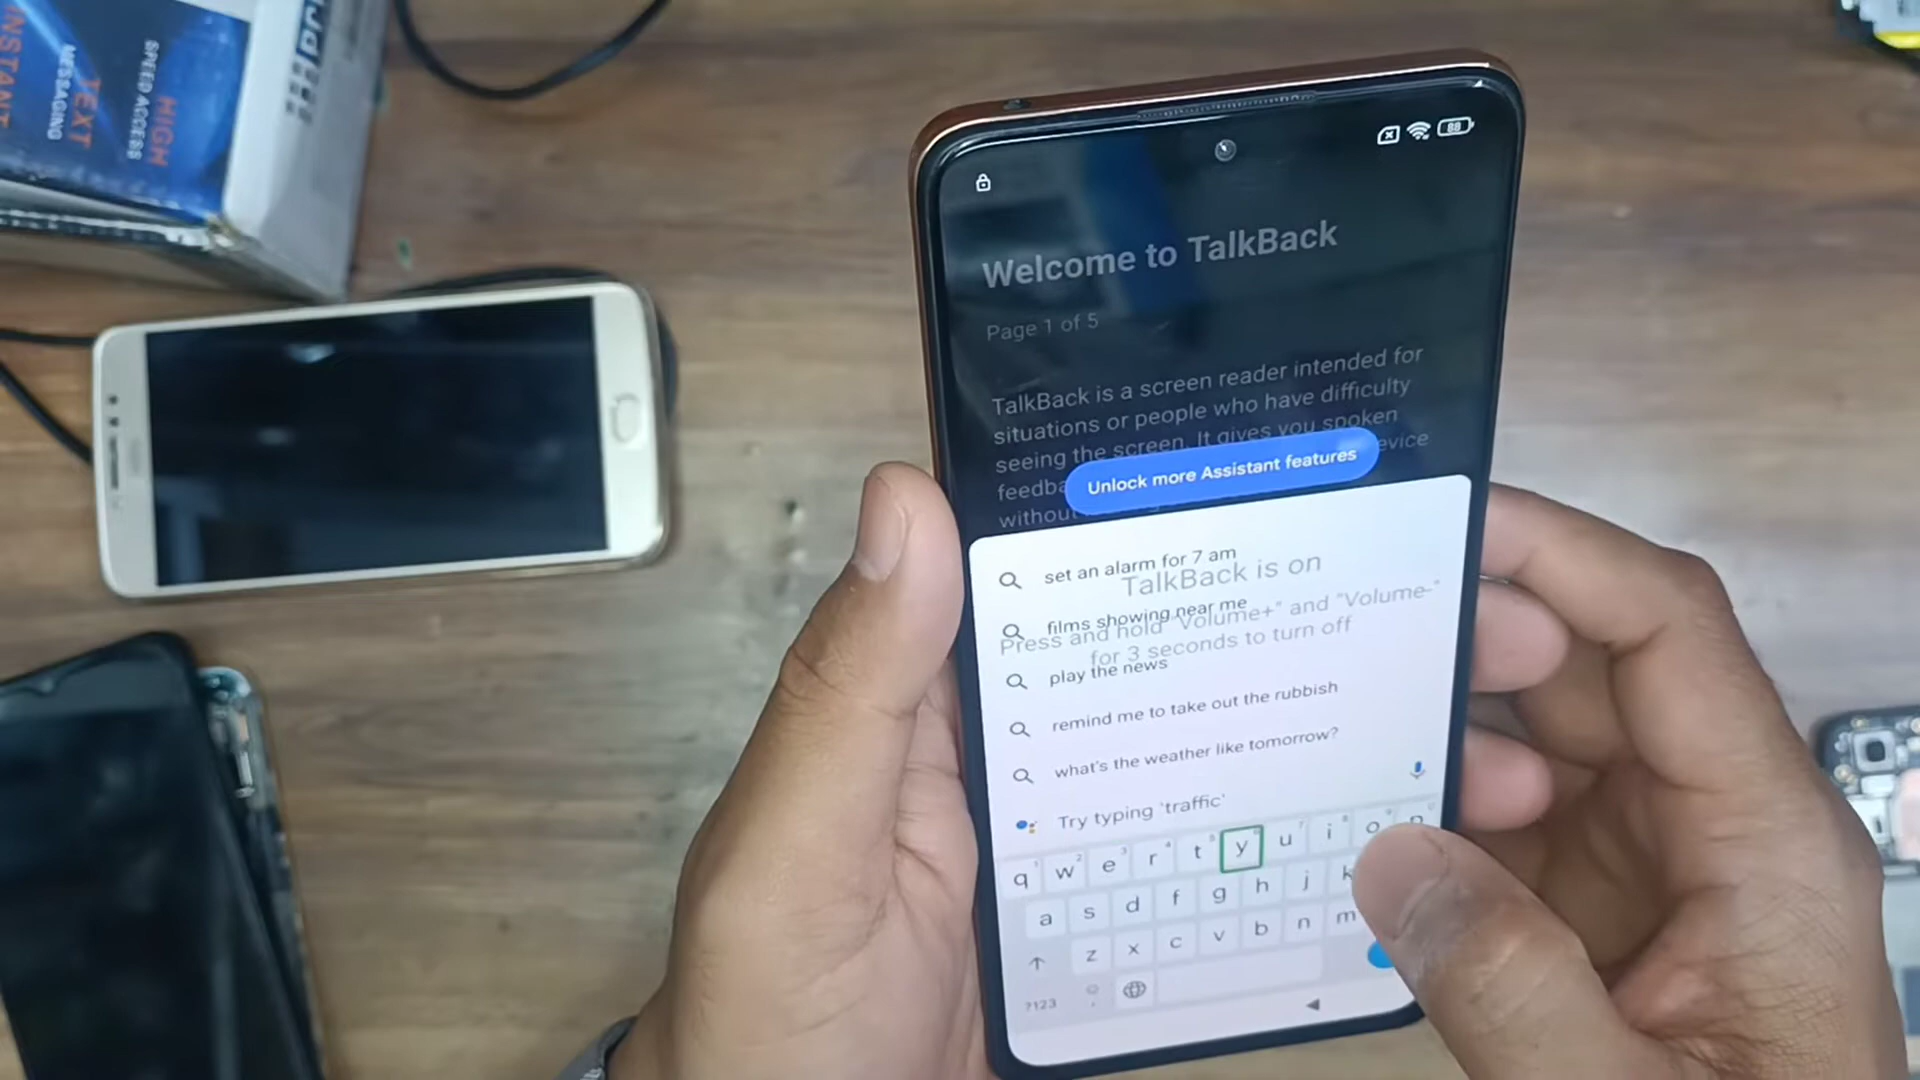 INSTANT
TEXT
MESSAGING
HIGH
SPEED ACCESS
88
Welcome to TalkBack
Page 1 of 5
TalkBack is a screen reader intended for
situations or people who have difficulty
seeing the screen. It gives you spoken
feedba evice
without
Unlock more Assistant features
set an alarm for 7 am
TalkBack is on
films showing near me
Press and hold "Volume+" and "Volume-"
for 3 seconds to turn off
play the news
remind me to take out the rubbish
what's the weather like tomorrow?
Try typing 'traffic'
q w e r t y u i o p
a s d f g h j k
z x c v b n m
?123